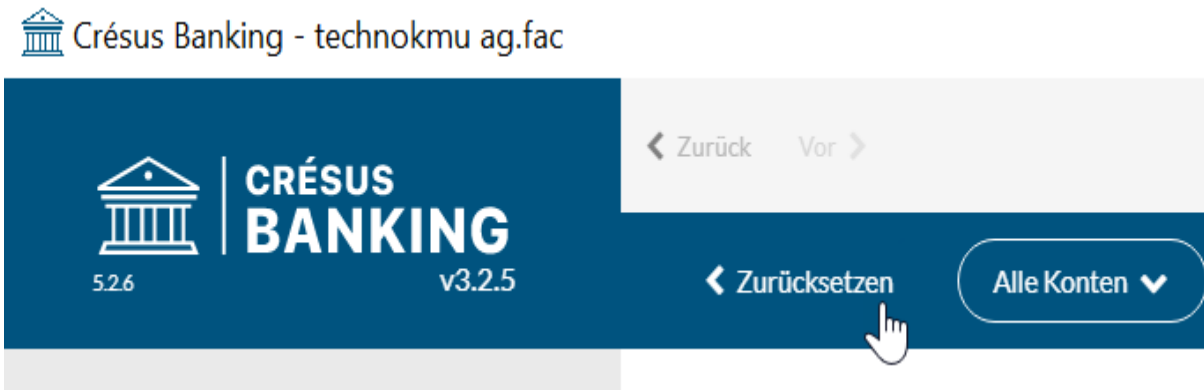 Crésus Banking - technokmu ag.fac
Zurück Vor
CRÉSUS
BANKING
5.2.6 v3.2.5
Zurücksetzen Alle Konten